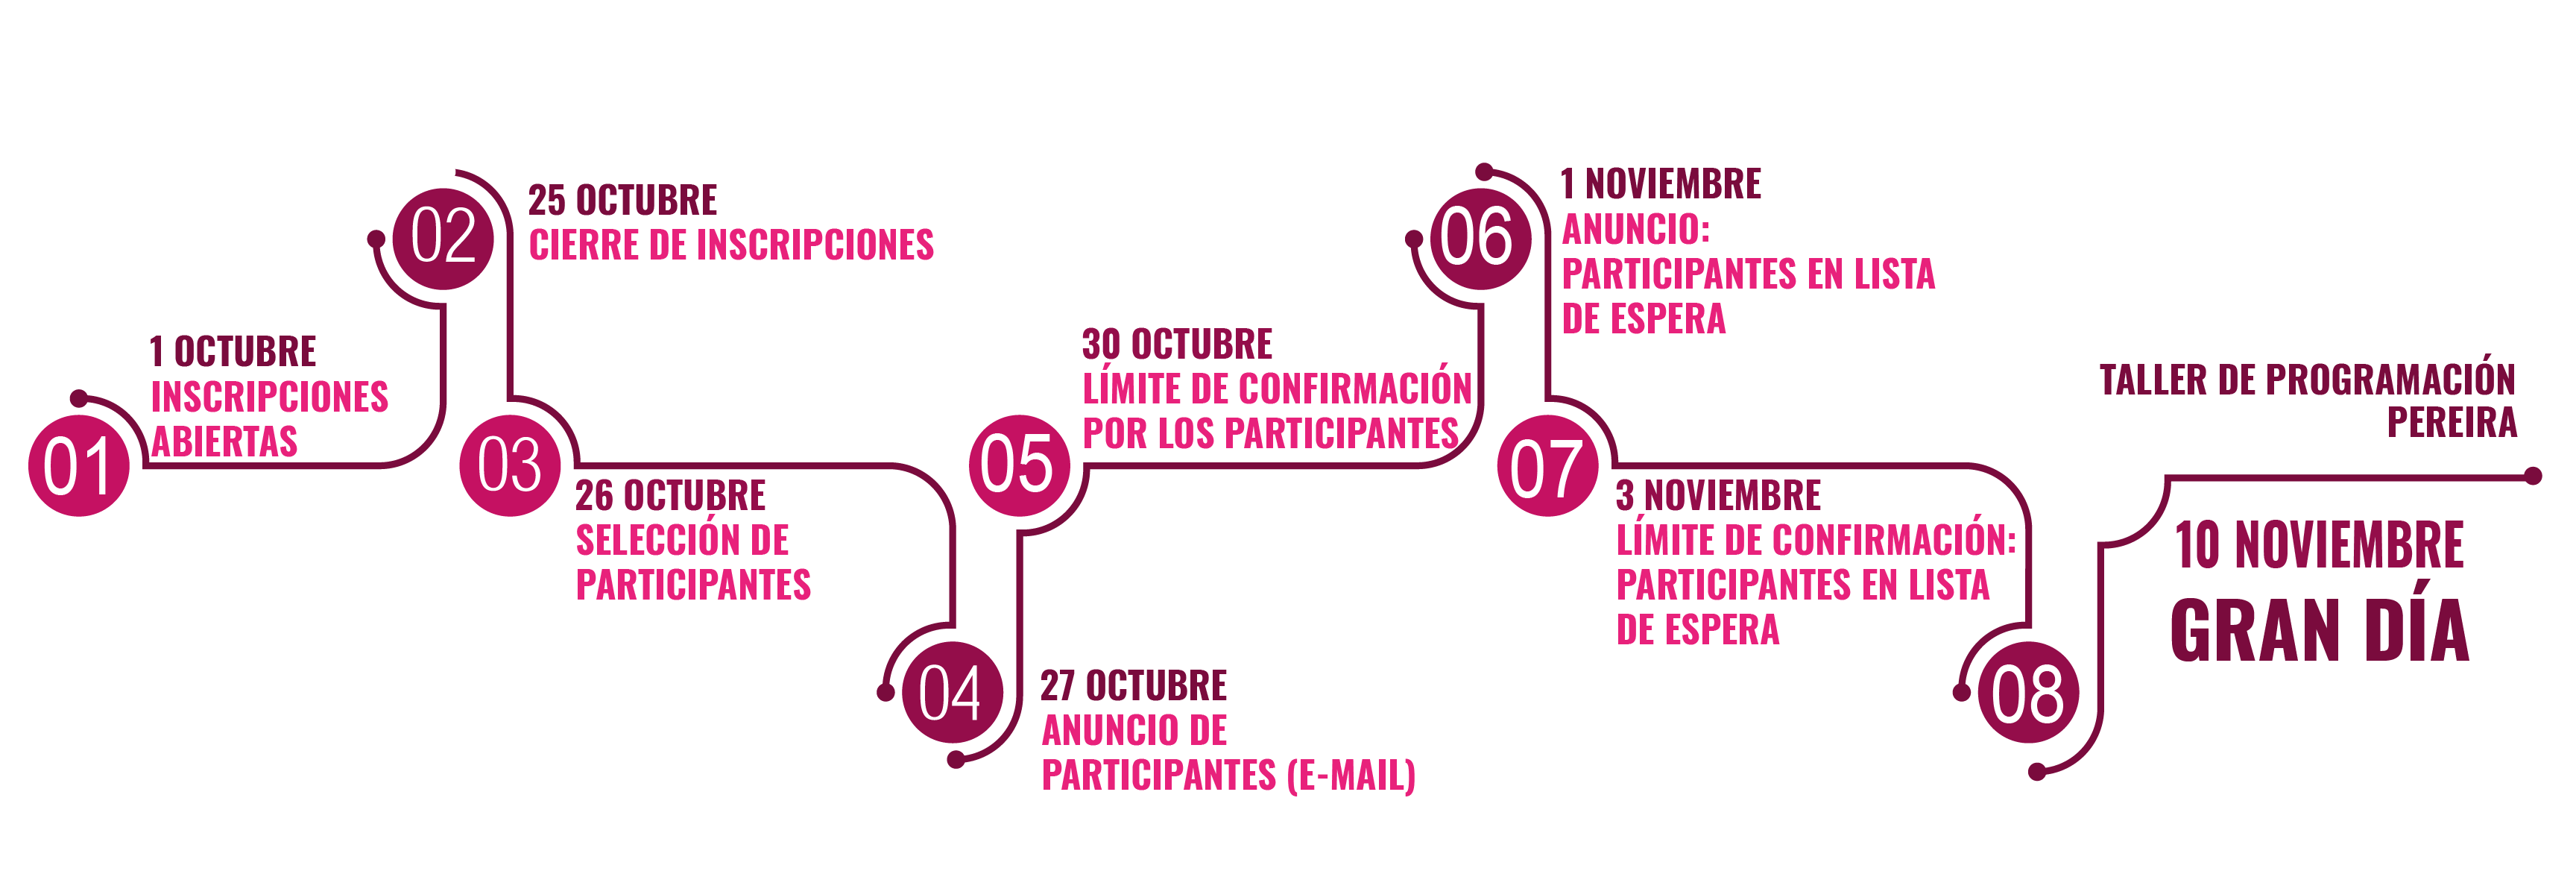 01
1 OCTUBRE
INSCRIPCIONES
ABIERTAS
02
25 OCTUBRE
CIERRE DE INSCRIPCIONES
03
26 OCTUBRE
SELECCIÓN DE
PARTICIPANTES
04
27 OCTUBRE
ANUNCIO DE
PARTICIPANTES (E-MAIL)
05
30 OCTUBRE
LÍMITE DE CONFIRMACIÓN
POR LOS PARTICIPANTES
06
1 NOVIEMBRE
ANUNCIO:
PARTICIPANTES EN LISTA
DE ESPERA
07
3 NOVIEMBRE
LÍMITE DE CONFIRMACIÓN:
PARTICIPANTES EN LISTA
DE ESPERA
08
TALLER DE PROGRAMACIÓN
PEREIRA
10 NOVIEMBRE
GRAN DÍA